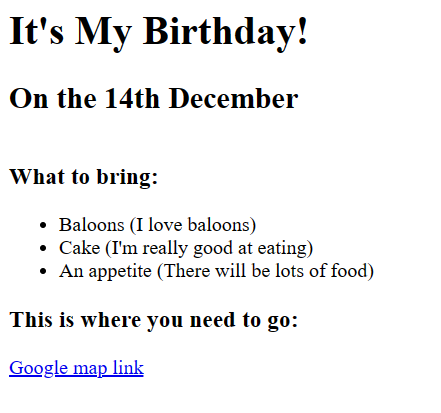 It's My Birthday!
On the 14th December
What to bring:
Baloons (I love baloons)
Cake (I'm really good at eating)
An appetite (There will be lots of food)
This is where you need to go:
Google map link